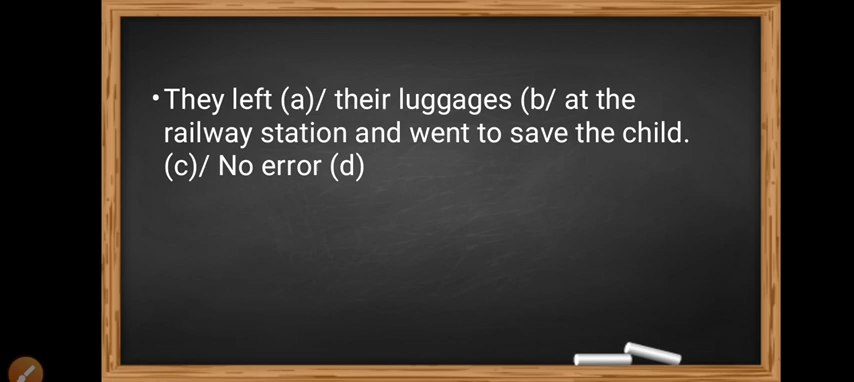 •They left (a)/ their luggages (b/ at the
railway station and went to save the child.
(c)/ No error (d)